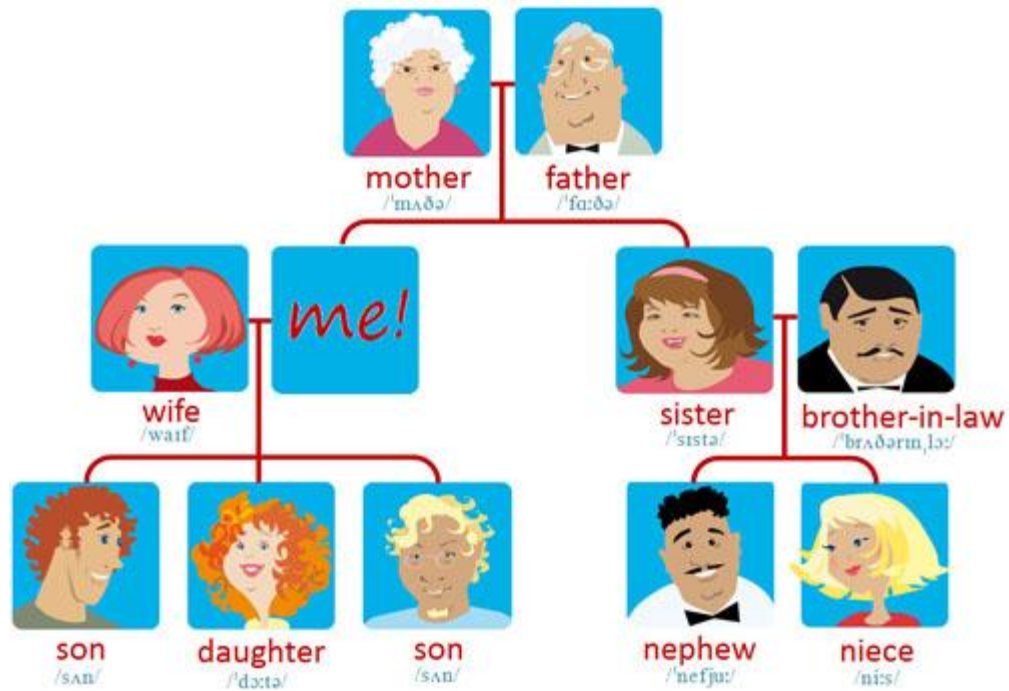 mother
/ˈmʌðə/
father
/ˈfɑːðə/
me!
wife
/waɪf/
sister
/ˈsɪstə/
brother-in-law
/ˈbrʌðərɪnˌlɔː/
son
/sʌn/
daughter
/ˈdɔːtə/
son
/sʌn/
nephew
/ˈnefjuː/
niece
/niːs/